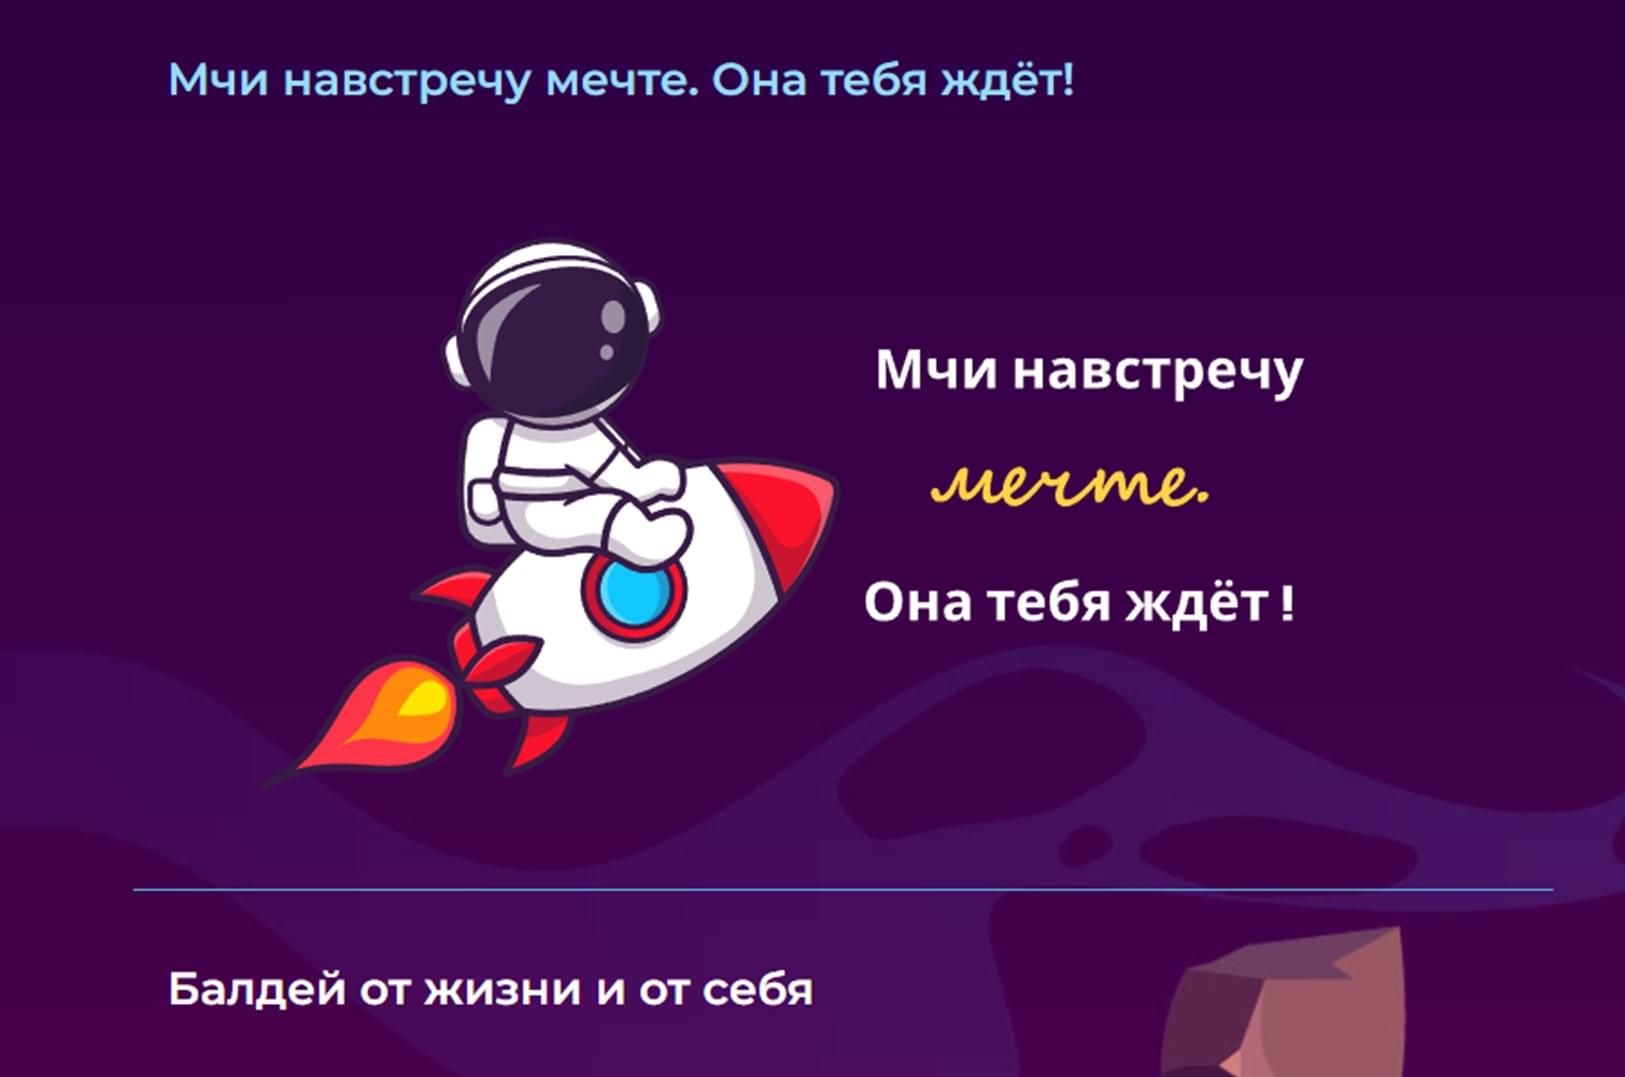 Мчи навстречу мечте. Она тебя ждёт!
Мчи навстречу
мечте.
Она тебя ждёт !
Балдей от жизни и от себя